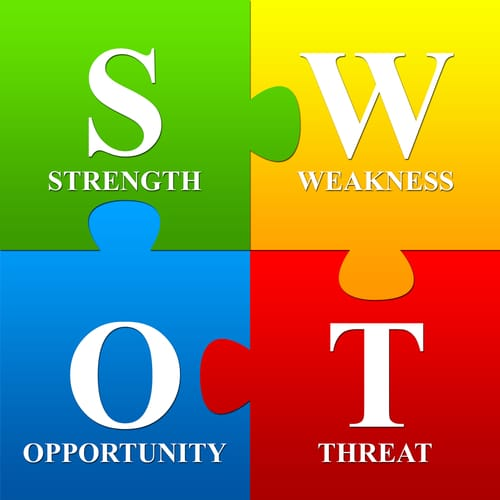 S
W
STRENGTH
WEAKNESS
O
T
OPPORTUNITY
THREAT